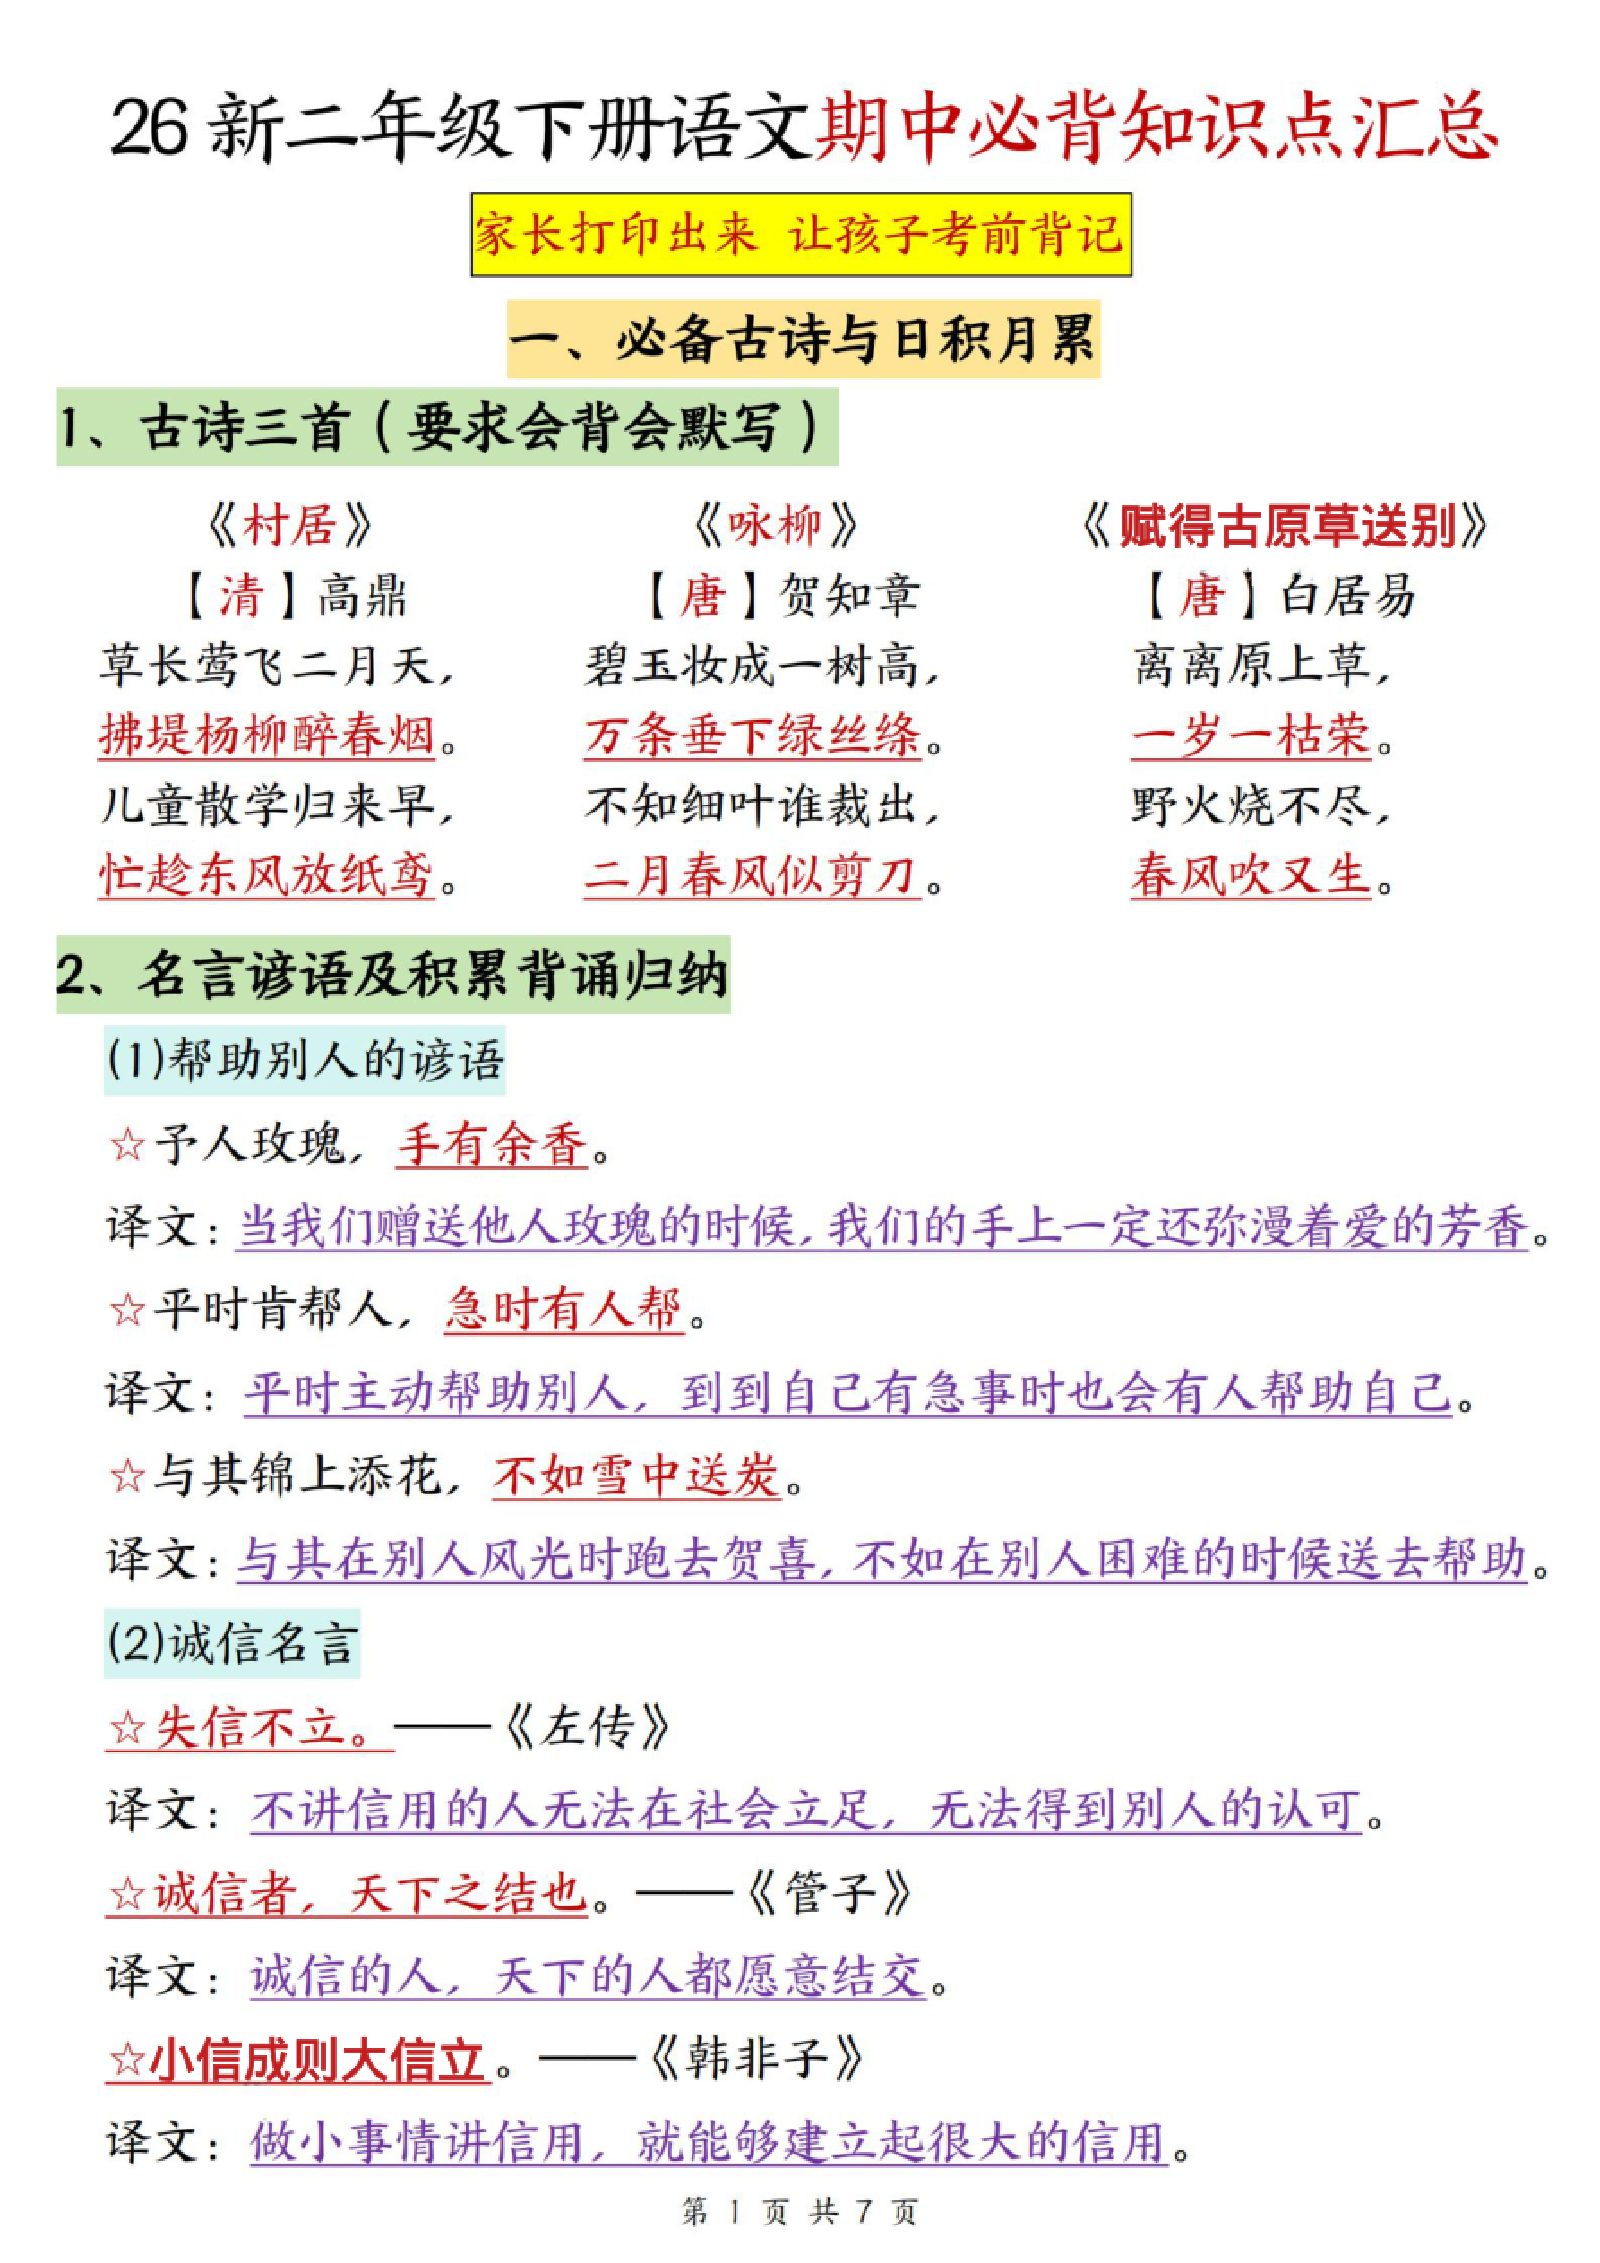 26 新二年级下册语文期中必背知识点汇总
家长打印出来 让孩子考前背记
一、必备古诗与日积月累
1、古诗三首（要求会背会默写）
《村居》 《咏柳》 《赋得古原草送别》
【清】高鼎 【唐】贺知章 【唐】白居易
草长莺飞二月天， 碧玉妆成一树高， 离离原上草，
拂堤杨柳醉春烟。 万条垂下绿丝绦。 一岁一枯荣。
儿童散学归来早， 不知细叶谁裁出， 野火烧不尽，
忙趁东风放纸鸢。 二月春风似剪刀。 春风吹又生。
2、名言谚语及积累背诵归纳
(1)帮助别人的谚语
☆予人玫瑰，手有余香。
译文：当我们赠送他人玫瑰的时候，我们的手上一定还弥漫着爱的芳香。
☆平时肯帮人，急时有人帮。
译文：平时主动帮助别人，到到自己有急事时也会有人帮助自己。
☆与其锦上添花，不如雪中送炭。
译文：与其在别人风光时跑去贺喜，不如在别人困难的时候送去帮助。
(2)诚信名言
☆失信不立。——《左传》
译文：不讲信用的人无法在社会立足，无法得到别人的认可。
☆诚信者，天下之结也。——《管子》
译文：诚信的人，天下的人都愿意结交。
☆小信成则大信立。——《韩非子》
译文：做小事情讲信用，就能够建立起很大的信用。
第 1 页 共 7 页